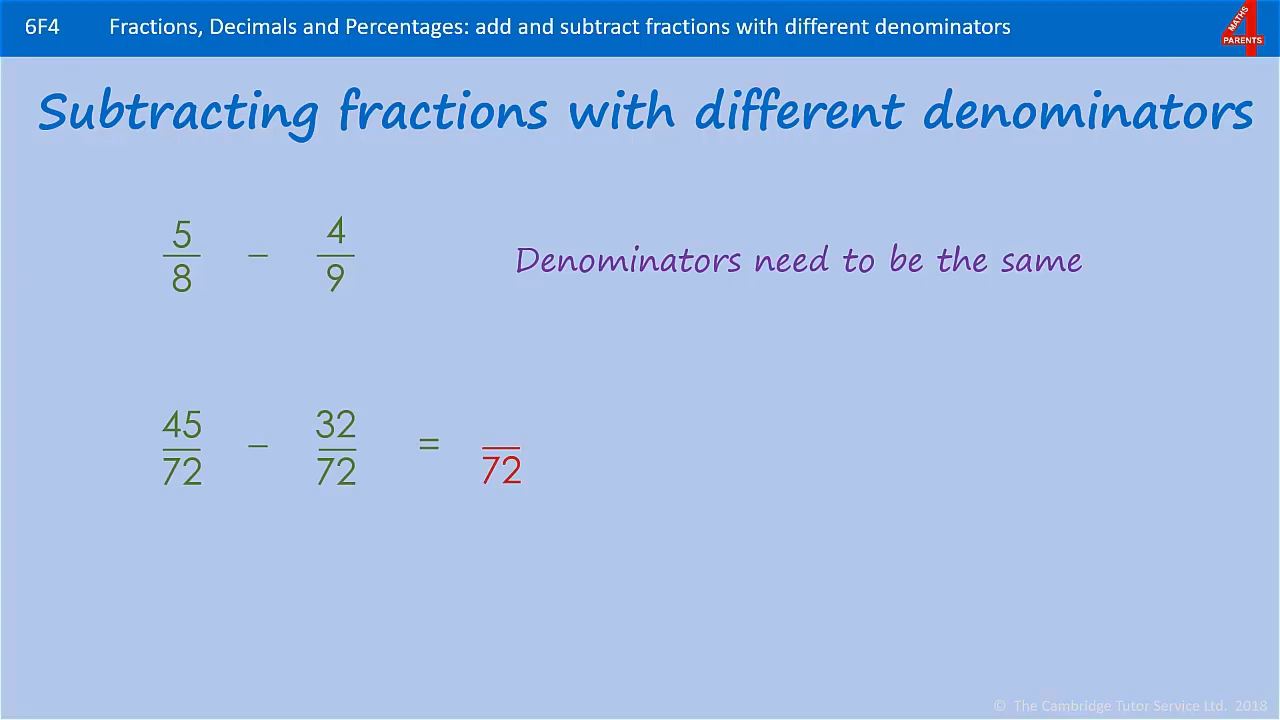 6F4 Fractions, Decimals and Percentages: add and subtract fractions with different denominators
MATHS
4
PARENTS
Subtracting fractions with different denominators
5/8 – 4/9
Denominators need to be the same
45/72 – 32/72 = /72
© The Cambridge Tutor Service Ltd. 2018